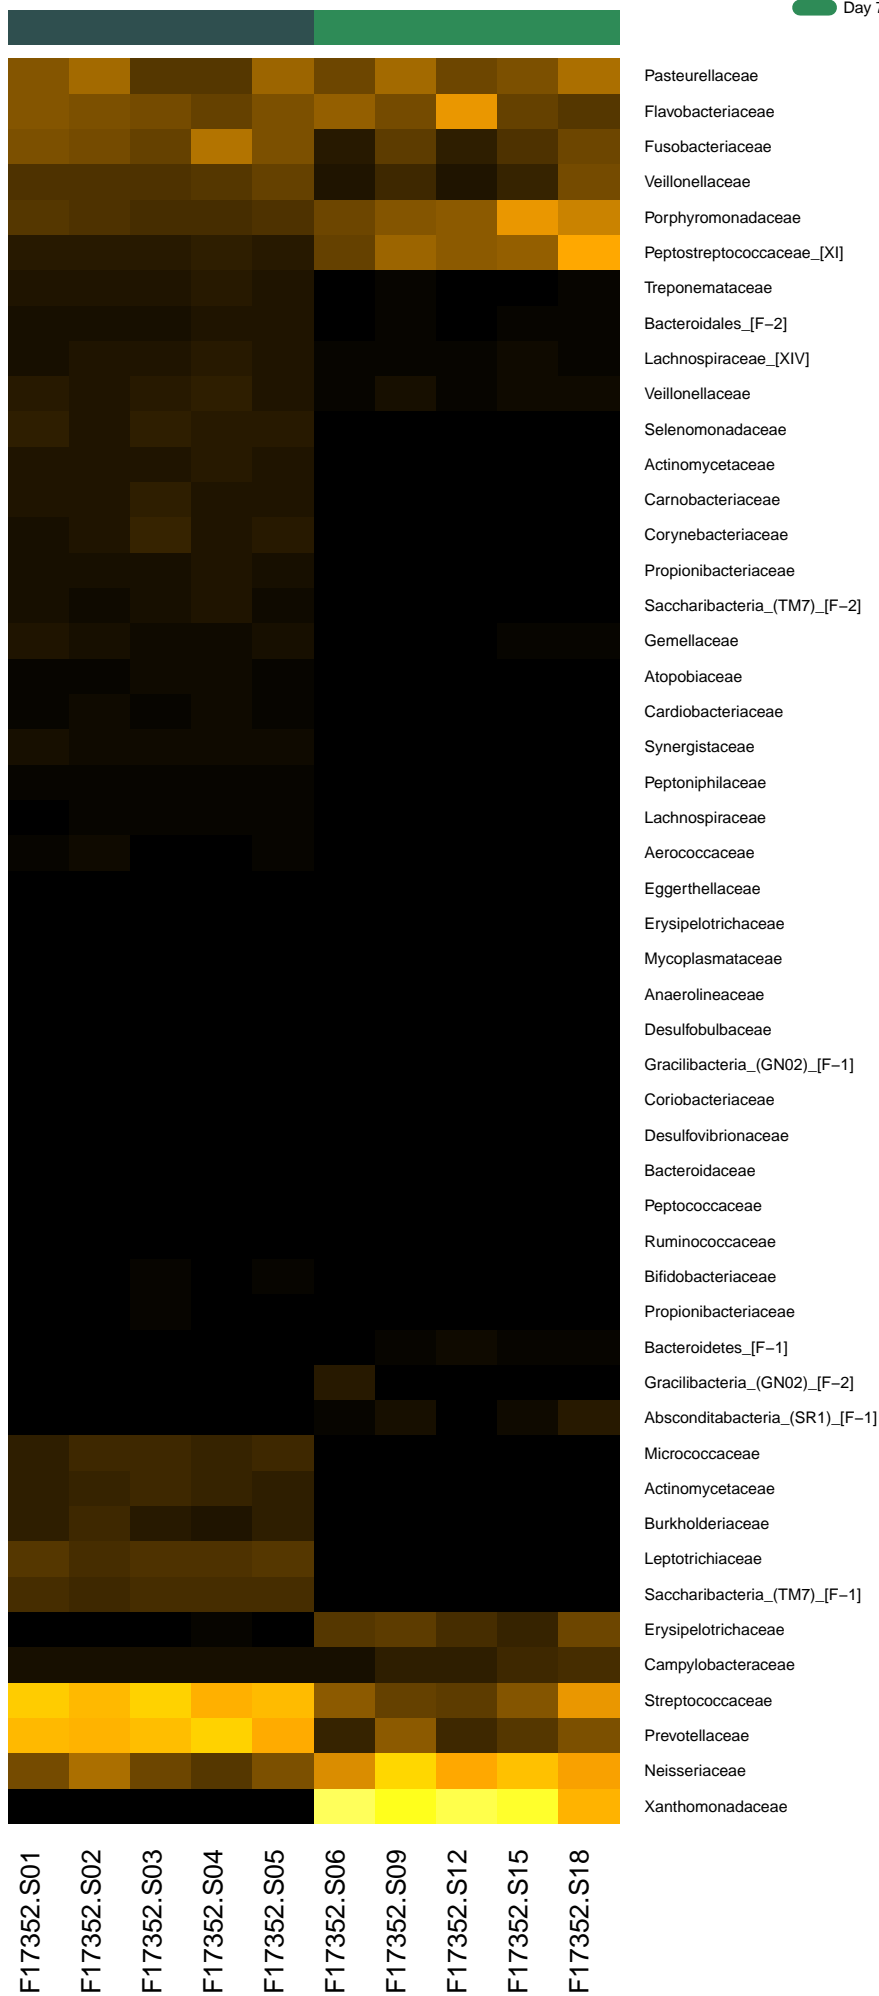 Day 7
Pasteurellaceae
Flavobacteriaceae
Fusobacteriaceae
Veillonellaceae
Porphyromonadaceae
Peptostreptococcaceae_[XI]
Treponemataceae
Bacteroidales_[F−2]
Lachnospiraceae_[XIV]
Veillonellaceae
Selenomonadaceae
Actinomycetaceae
Carnobacteriaceae
Corynebacteriaceae
Propionibacteriaceae
Saccharibacteria_(TM7)_[F−2]
Gemellaceae
Atopobiaceae
Cardiobacteriaceae
Synergistaceae
Peptoniphilaceae
Lachnospiraceae
Aerococcaceae
Eggerthellaceae
Erysipelotrichaceae
Mycoplasmataceae
Anaerolineaceae
Desulfobulbaceae
Gracilibacteria_(GN02)_[F−1]
Coriobacteriaceae
Desulfovibrionaceae
Bacteroidaceae
Peptococcaceae
Ruminococcaceae
Bifidobacteriaceae
Propionibacteriaceae
Bacteroidetes_[F−1]
Gracilibacteria_(GN02)_[F−2]
Absconditabacteria_(SR1)_[F−1]
Micrococcaceae
Actinomycetaceae
Burkholderiaceae
Leptotrichiaceae
Saccharibacteria_(TM7)_[F−1]
Erysipelotrichaceae
Campylobacteraceae
Streptococcaceae
Prevotellaceae
Neisseriaceae
Xanthomonadaceae
F17352.S01
F17352.S02
F17352.S03
F17352.S04
F17352.S05
F17352.S06
F17352.S09
F17352.S12
F17352.S15
F17352.S18